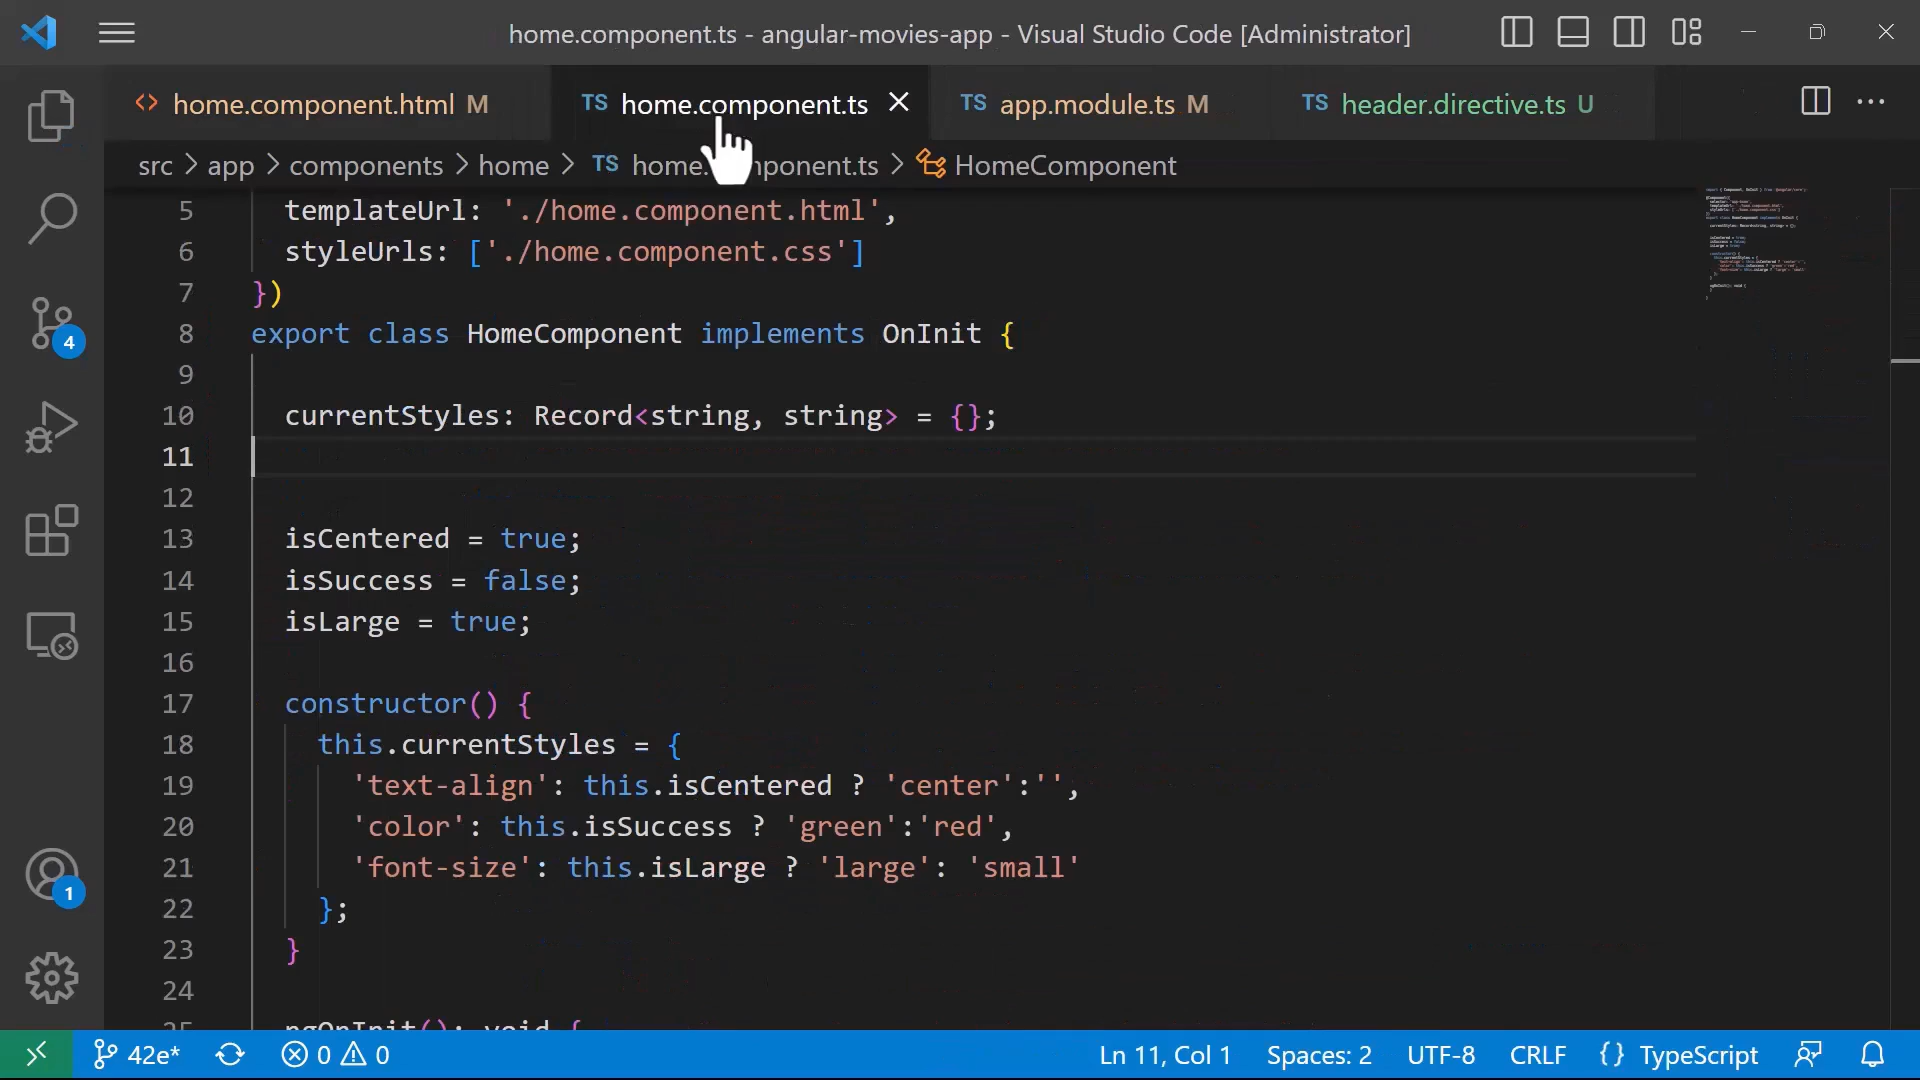 home.component.ts - angular-movies-app - Visual Studio Code [Administrator]
<> home.component.html M
TS home.component.ts
TS app.module.ts M
TS header.directive.ts U
src > app > components > home > TS home.component.ts > HomeComponent
5 templateUrl: './home.component.html',
6 styleUrls: ['./home.component.css']
7 })
8 export class HomeComponent implements OnInit {
9
10 currentStyles: Record<string, string> = {};
11
12
13 isCentered = true;
14 isSuccess = false;
15 isLarge = true;
16
17 constructor() {
18 this.currentStyles = {
19 'text-align': this.isCentered ? 'center':'',
20 'color': this.isSuccess ? 'green':'red',
21 'font-size': this.isLarge ? 'large': 'small'
22 };
23 }
24
25 ngOnInit(): void {
4
1
42e* 0 0 Ln 11, Col 1 Spaces: 2 UTF-8 CRLF {} TypeScript